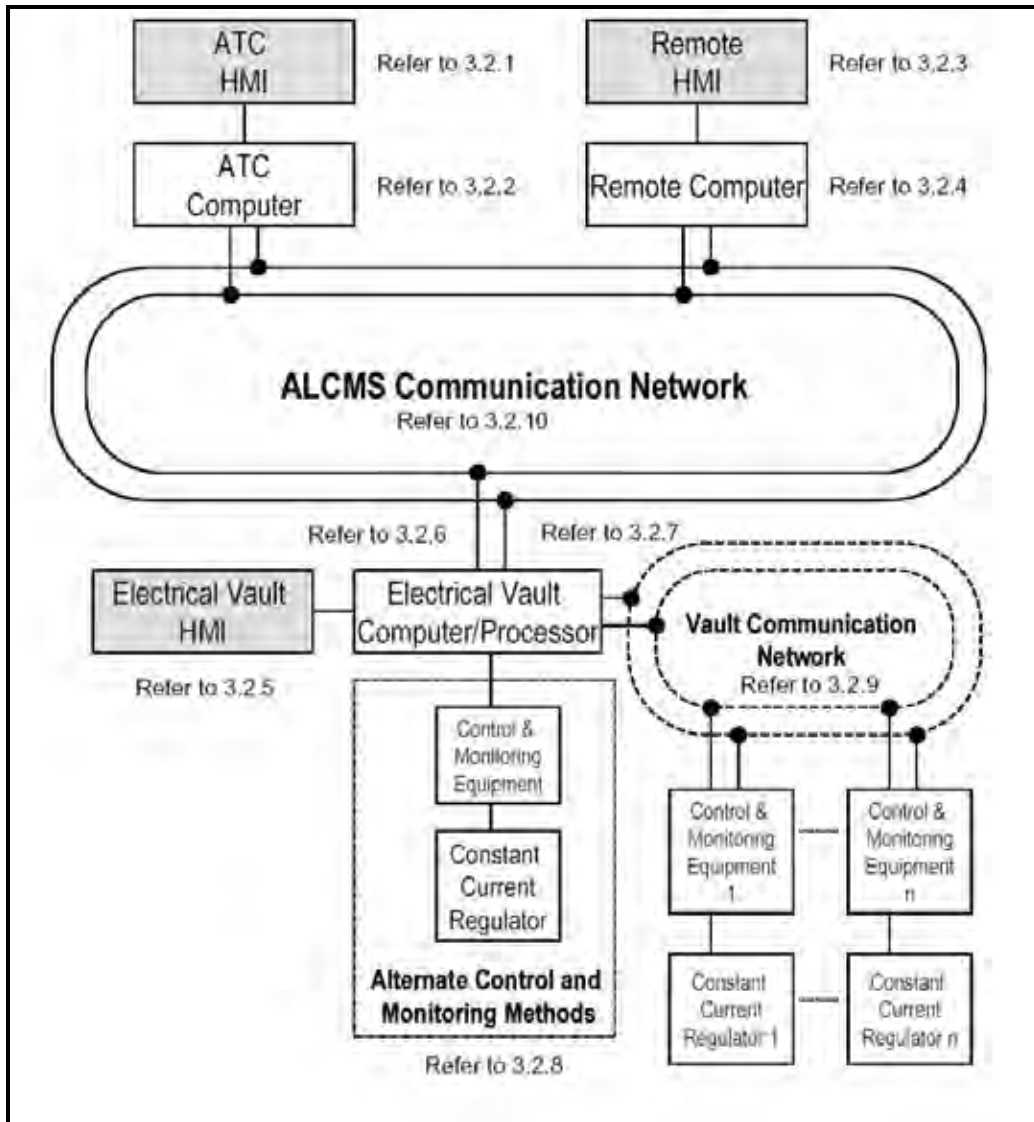 ATC
HMI
Refer to 3.2.1
Remote
HMI
Refer to 3.2.3
ATC
Computer
Refer to 3.2.2
Remote Computer
Refer to 3.2.4
ALCMS Communication Network
Refer to 3.2.10
Refer to 3.2.6
Refer to 3.2.7
Electrical Vault
HMI
Refer to 3.2.5
Electrical Vault
Computer/Processor
Vault Communication
Network
Refer to 3.2.9
Control &
Monitoring
Equipment
Constant
Current
Regulator
Alternate Control and
Monitoring Methods
Refer to 3.2.8
Control &
Monitoring
Equipment
1
Control &
Monitoring
Equipment
n
Constant
Current
Regulator 1
Constant
Current
Regulator n